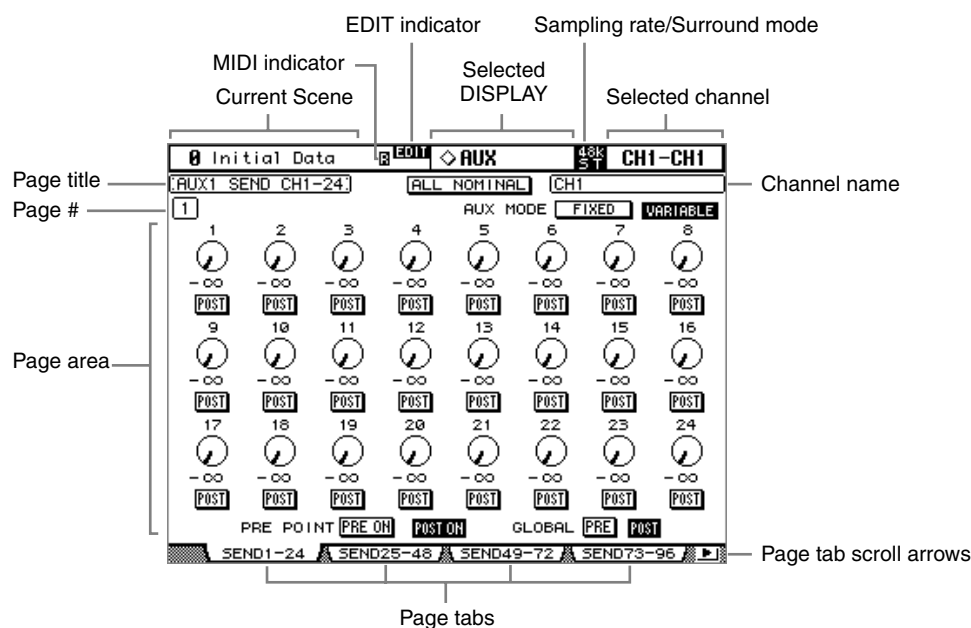 EDIT indicator
Sampling rate/Surround mode
MIDI indicator
Selected
DISPLAY
Current Scene
Selected channel
0 Initial Data
B
EDIT
◇AUX
48k
ST
CH1-CH1
Page title
AUX1 SEND CH1-24
ALL NOMINAL
CH1
Channel name
Page #
1
AUX MODE FIXED VARIABLE
1 2 3 4 5 6 7 8
-∞ -∞ -∞ -∞ -∞ -∞ -∞ -∞
POST POST POST POST POST POST POST POST
9 10 11 12 13 14 15 16
Page area
-∞ -∞ -∞ -∞ -∞ -∞ -∞ -∞
POST POST POST POST POST POST POST POST
17 18 19 20 21 22 23 24
-∞ -∞ -∞ -∞ -∞ -∞ -∞ -∞
POST POST POST POST POST POST POST POST
PRE POINT PRE ON POST ON GLOBAL PRE POST
SEND1-24 SEND25-48 SEND49-72 SEND73-96
Page tab scroll arrows
Page tabs